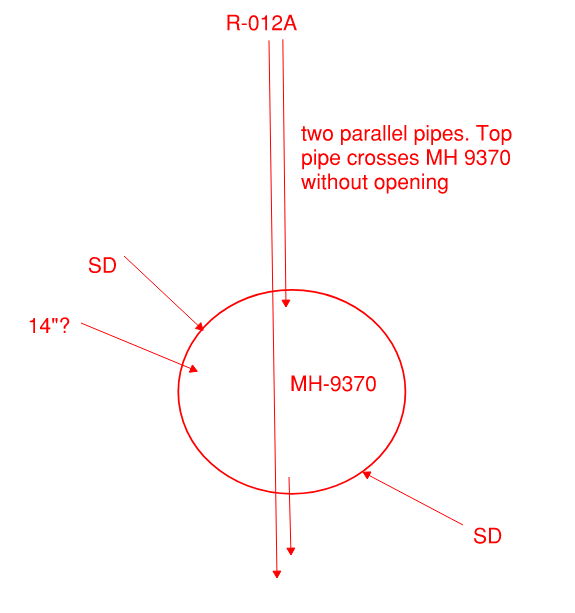 R-012A
two parallel pipes. Top
pipe crosses MH 9370
without opening
SD
14"?
MH-9370
SD